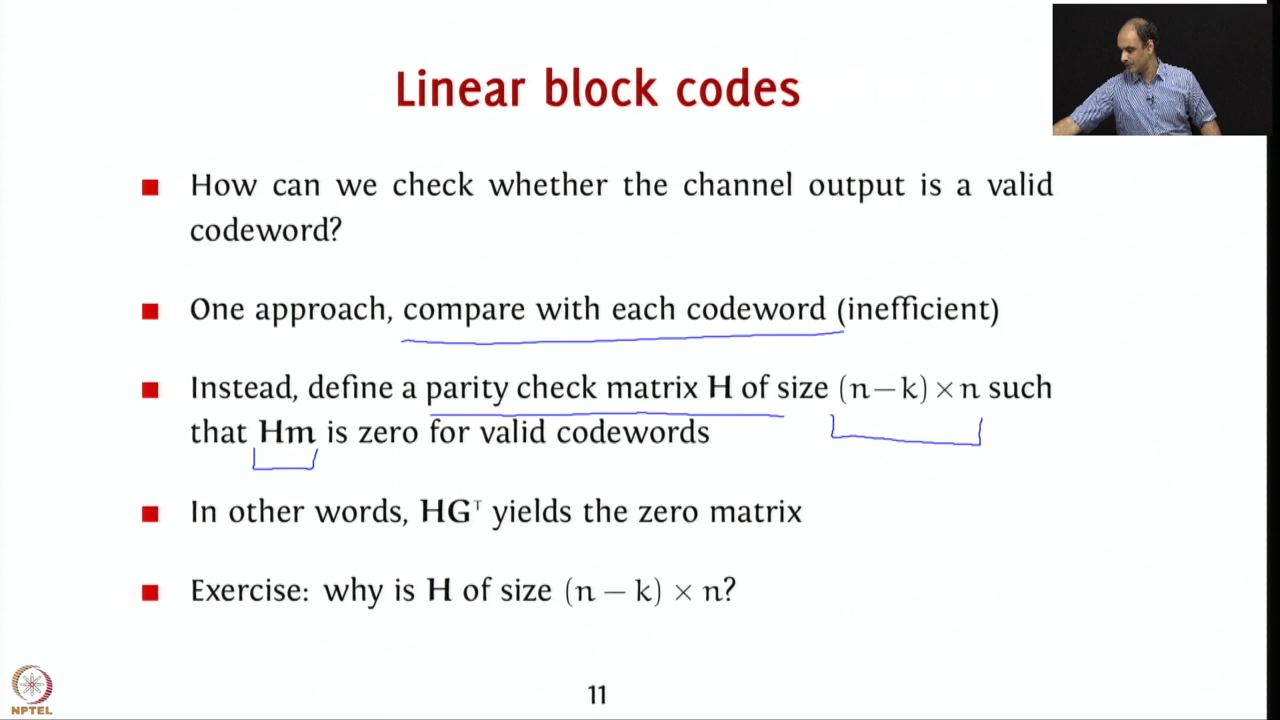 Linear block codes
How can we check whether the channel output is a valid
codeword?
One approach, compare with each codeword (inefficient)
Instead, define a parity check matrix H of size (n−k)×n such
that Hm is zero for valid codewords
In other words, HGᵀ yields the zero matrix
Exercise: why is H of size (n − k) × n?
NPTEL
11